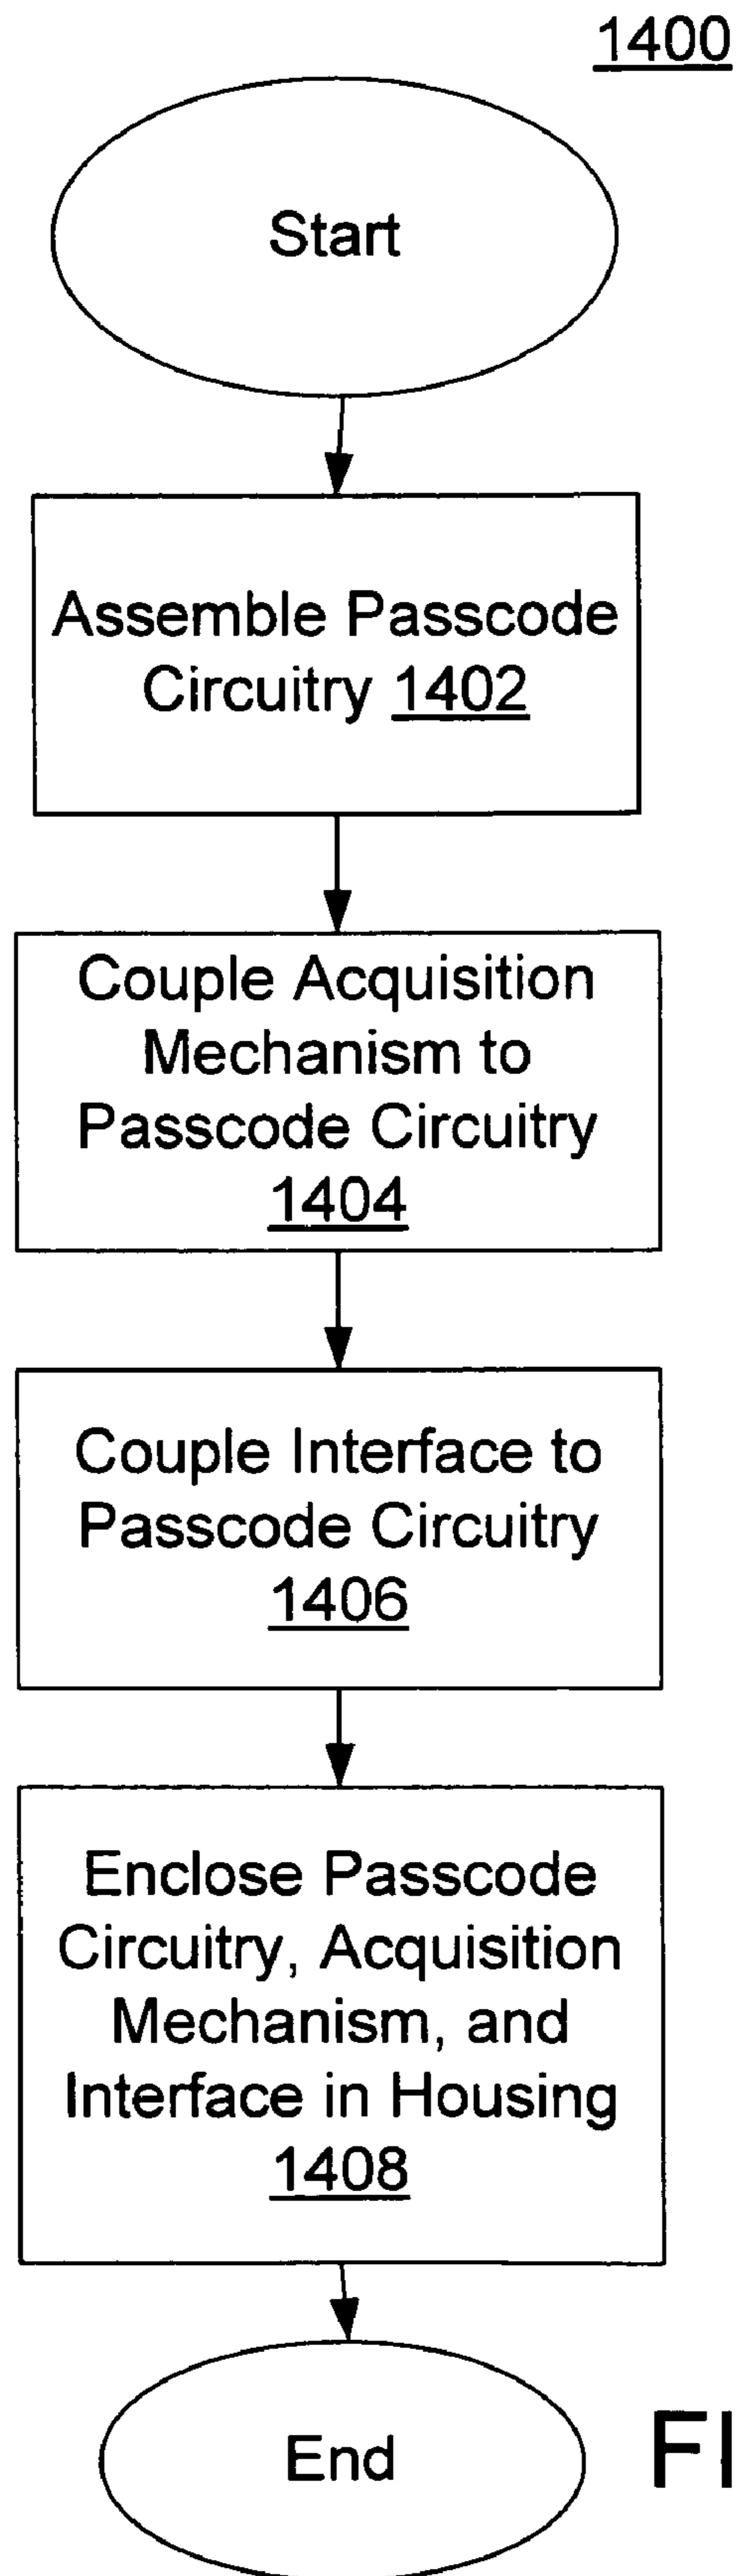 1400
Start
Assemble Passcode
Circuitry 1402
Couple Acquisition
Mechanism to
Passcode Circuitry
1404
Couple Interface to
Passcode Circuitry
1406
Enclose Passcode
Circuitry, Acquisition
Mechanism, and
Interface in Housing
1408
End
FI